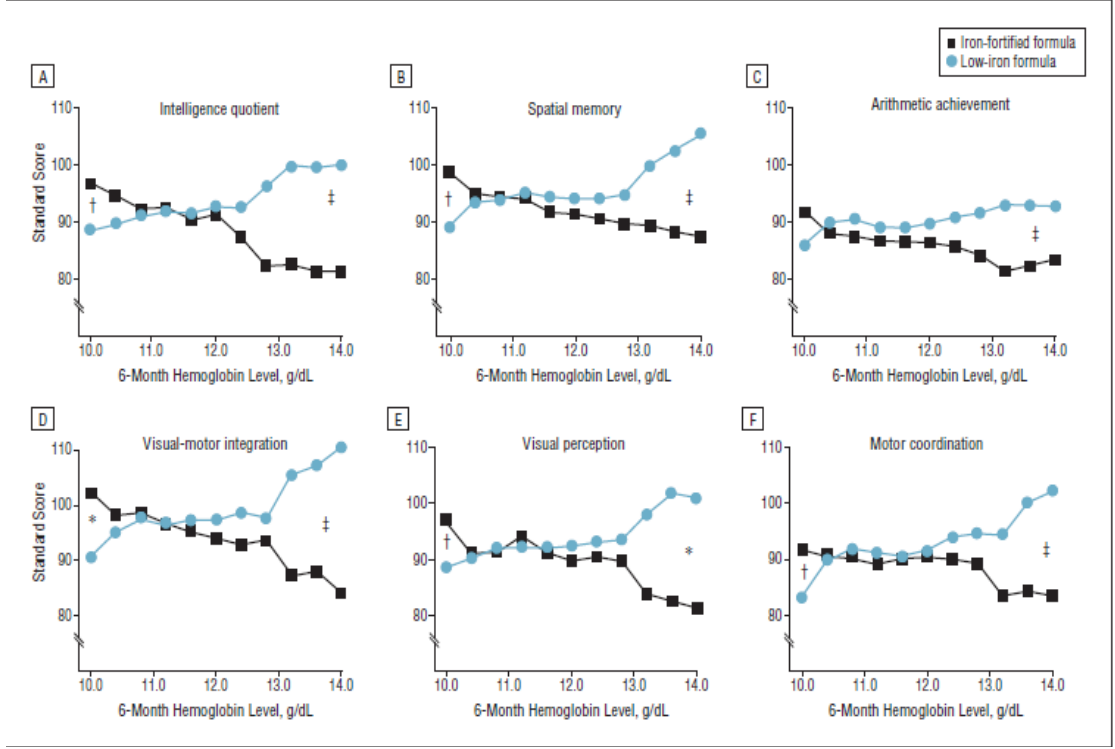 ■ Iron-fortified formula
● Low-iron formula
A
Intelligence quotient
Standard Score
110
100
90
80
†
‡
10.0 11.0 12.0 13.0 14.0
6-Month Hemoglobin Level, g/dL
B
Spatial memory
110
100
90
80
†
‡
10.0 11.0 12.0 13.0 14.0
6-Month Hemoglobin Level, g/dL
C
Arithmetic achievement
110
100
90
80
‡
10.0 11.0 12.0 13.0 14.0
6-Month Hemoglobin Level, g/dL
D
Visual-motor integration
Standard Score
110
100
90
80
*
‡
10.0 11.0 12.0 13.0 14.0
6-Month Hemoglobin Level, g/dL
E
Visual perception
110
100
90
80
†
*
10.0 11.0 12.0 13.0 14.0
6-Month Hemoglobin Level, g/dL
F
Motor coordination
110
100
90
80
†
‡
10.0 11.0 12.0 13.0 14.0
6-Month Hemoglobin Level, g/dL